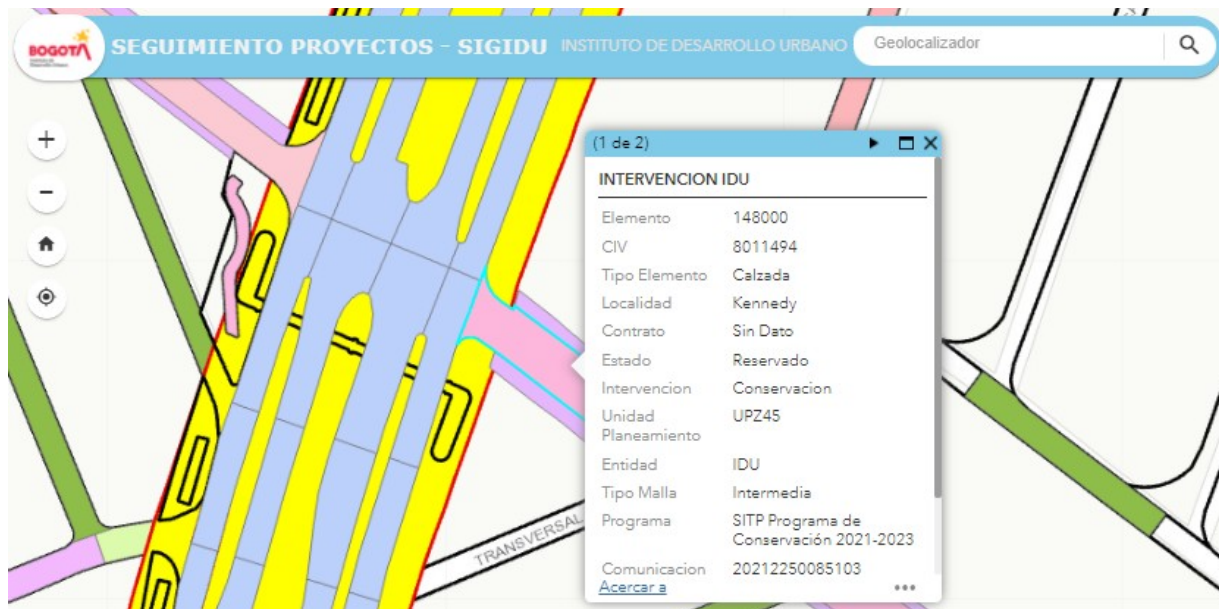 BOGOTÁ
SEGUIMIENTO PROYECTOS - SIGIDU INSTITUTO DE DESARROLLO URBANO
Geolocalizador
(1 de 2)
INTERVENCION IDU
Elemento 148000
CIV 8011494
Tipo Elemento Calzada
Localidad Kennedy
Contrato Sin Dato
Estado Reservado
Intervencion Conservacion
Unidad UPZ45
Planeamiento
Entidad IDU
Tipo Malla Intermedia
Programa SITP Programa de
Conservación 2021-2023
Comunicacion 20212250085103
Acercar a
TRANSVERSAL